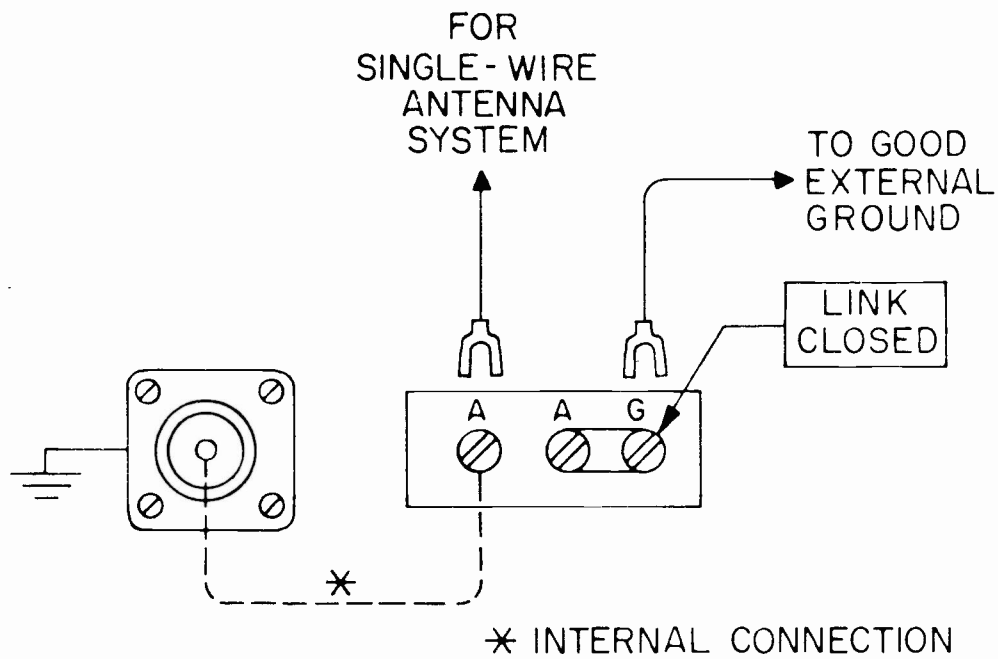 FOR
SINGLE-WIRE
ANTENNA
SYSTEM
TO GOOD
EXTERNAL
GROUND
LINK
CLOSED
A A G
*
* INTERNAL CONNECTION